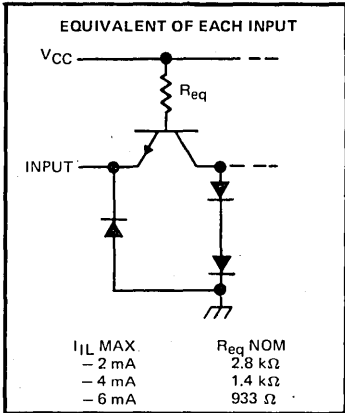 EQUIVALENT OF EACH INPUT
VCC
Req
INPUT
IIL MAX Req NOM
– 2 mA 2.8 kΩ
– 4 mA 1.4 kΩ
– 6 mA 933 Ω